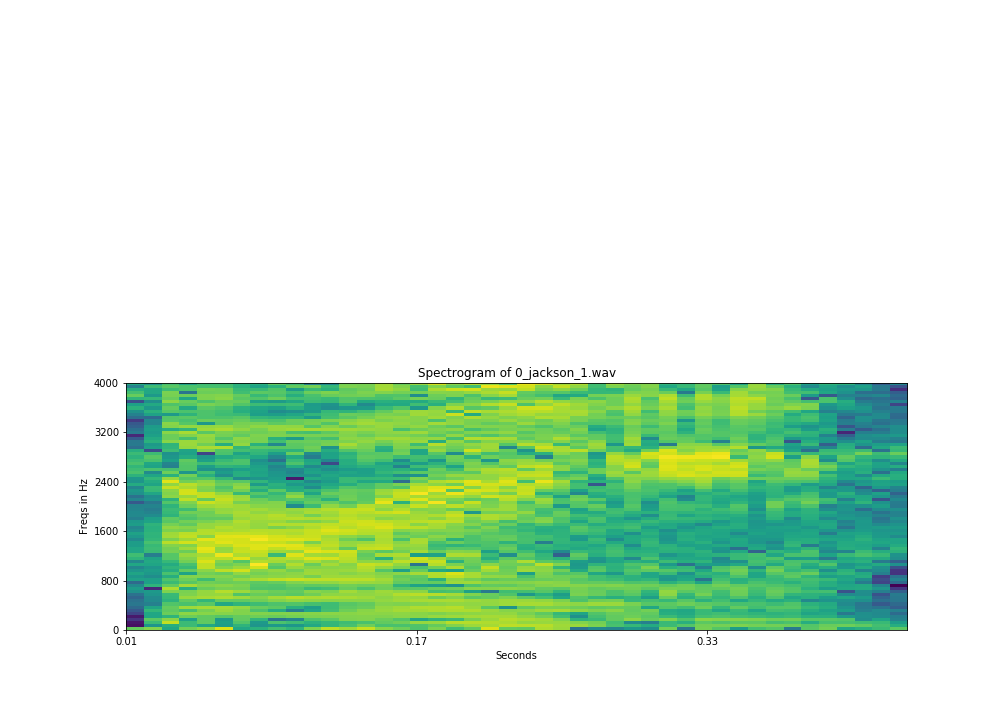 Spectrogram of 0_jackson_1.wav
4000
3200
2400
1600
800
0
Freqs in Hz
0.01 0.17 0.33
Seconds